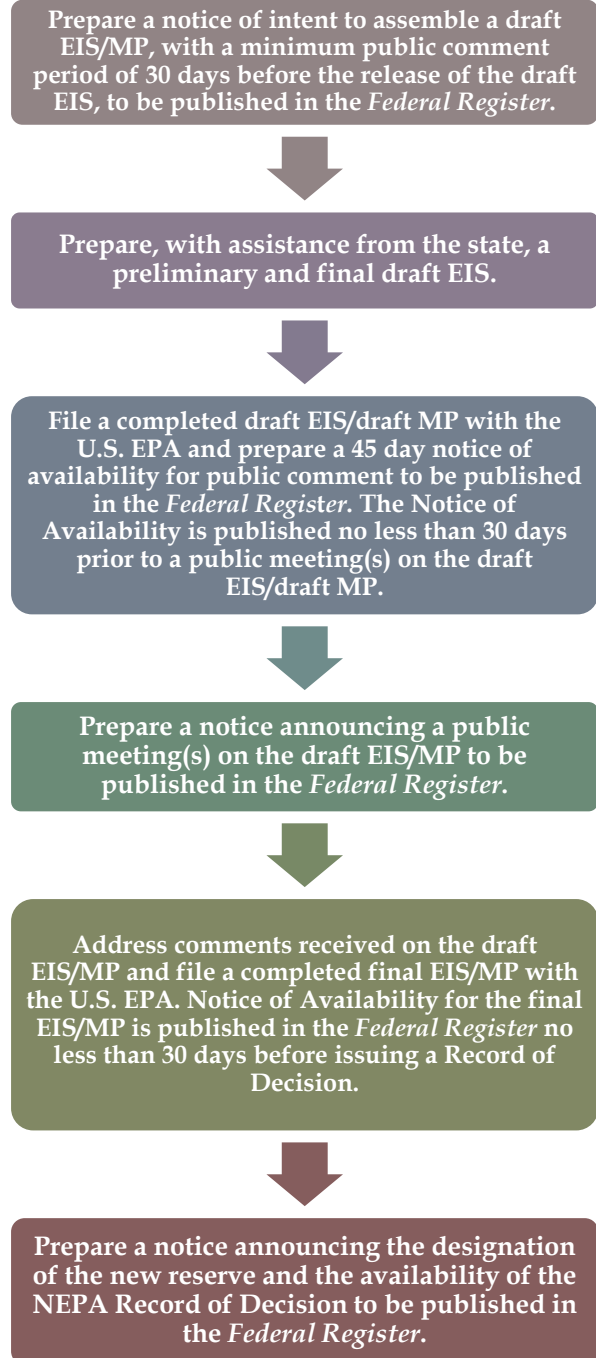 Prepare a notice of intent to assemble a draft
EIS/MP, with a minimum public comment
period of 30 days before the release of the draft
EIS, to be published in the Federal Register.
Prepare, with assistance from the state, a
preliminary and final draft EIS.
File a completed draft EIS/draft MP with the
U.S. EPA and prepare a 45 day notice of
availability for public comment to be published
in the Federal Register. The Notice of
Availability is published no less than 30 days
prior to a public meeting(s) on the draft
EIS/draft MP.
Prepare a notice announcing a public
meeting(s) on the draft EIS/MP to be
published in the Federal Register.
Address comments received on the draft
EIS/MP and file a completed final EIS/MP with
the U.S. EPA. Notice of Availability for the final
EIS/MP is published in the Federal Register no
less than 30 days before issuing a Record of
Decision.
Prepare a notice announcing the designation
of the new reserve and the availability of the
NEPA Record of Decision to be published in
the Federal Register.